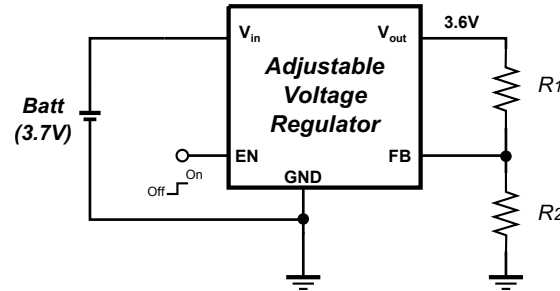 Vin
Vout
3.6V
Adjustable
Voltage
Regulator
R1
Batt
(3.7V)
EN
FB
On
Off
GND
R2